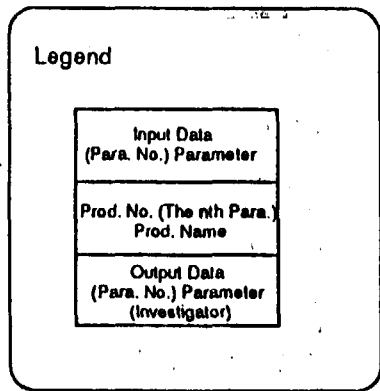 Legend
Input Data
(Para. No.) Parameter
Prod. No. (The nth Para.)
Prod. Name
Output Data
(Para. No.) Parameter
(Investigator)